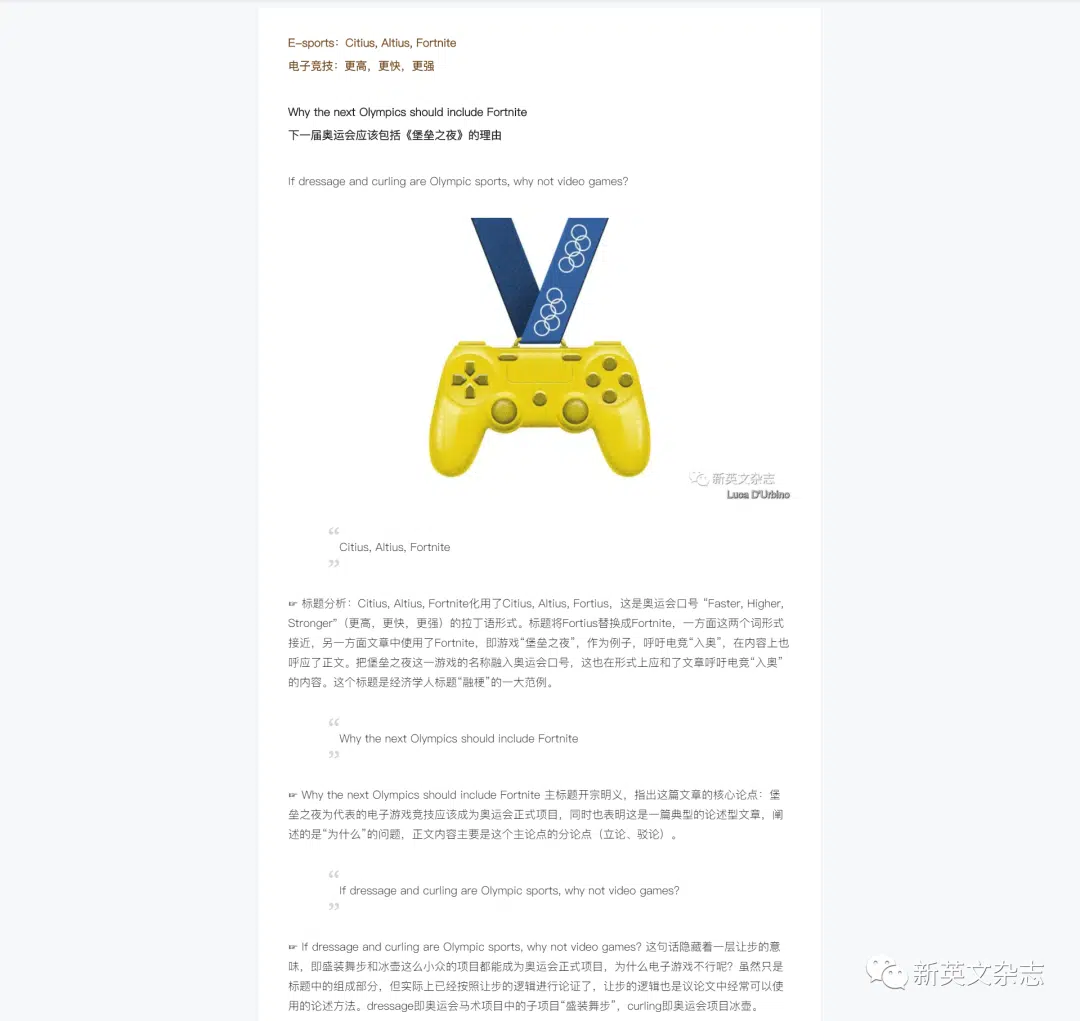 E-sports：Citius, Altius, Fortnite
电子竞技：更高，更快，更强
Why the next Olympics should include Fortnite
下一届奥运会应该包括《堡垒之夜》的理由
If dressage and curling are Olympic sports, why not video games?
新英文杂志
Luca D'Urbino
“
Citius, Altius, Fortnite
”
☞ 标题分析：Citius, Altius, Fortnite化用了Citius, Altius, Fortius，这是奥运会口号 “Faster, Higher,
Stronger”（更高，更快，更强）的拉丁语形式。标题将Fortius替换成Fortnite，一方面这两个词形式
接近，另一方面文章中使用了Fortnite，即游戏“堡垒之夜”，作为例子，呼吁电竞“入奥”，在内容上也
呼应了正文。把堡垒之夜这一游戏的名称融入奥运会口号，这也在形式上应和了文章呼吁电竞“入奥”
的内容。这个标题是经济学人标题“融梗”的一大范例。
“
Why the next Olympics should include Fortnite
”
☞ Why the next Olympics should include Fortnite 主标题开宗明义，指出这篇文章的核心论点：堡
垒之夜为代表的电子游戏竞技应该成为奥运会正式项目，同时也表明这是一篇典型的论述型文章，阐
述的是“为什么”的问题，正文内容主要是这个主论点的分论点（立论、驳论）。
“
If dressage and curling are Olympic sports, why not video games?
”
☞ If dressage and curling are Olympic sports, why not video games? 这句话隐藏着一层让步的意
味，即盛装舞步和冰壶这么小众的项目都能成为奥运会正式项目，为什么电子游戏不行呢？虽然只是
标题中的组成部分，但实际上已经按照让步的逻辑进行论证了，让步的逻辑也是议论文中经常可以使
用的论述方法。dressage即奥运会马术项目中的子项目“盛装舞步”，curling即奥运会项目冰壶。
新英文杂志